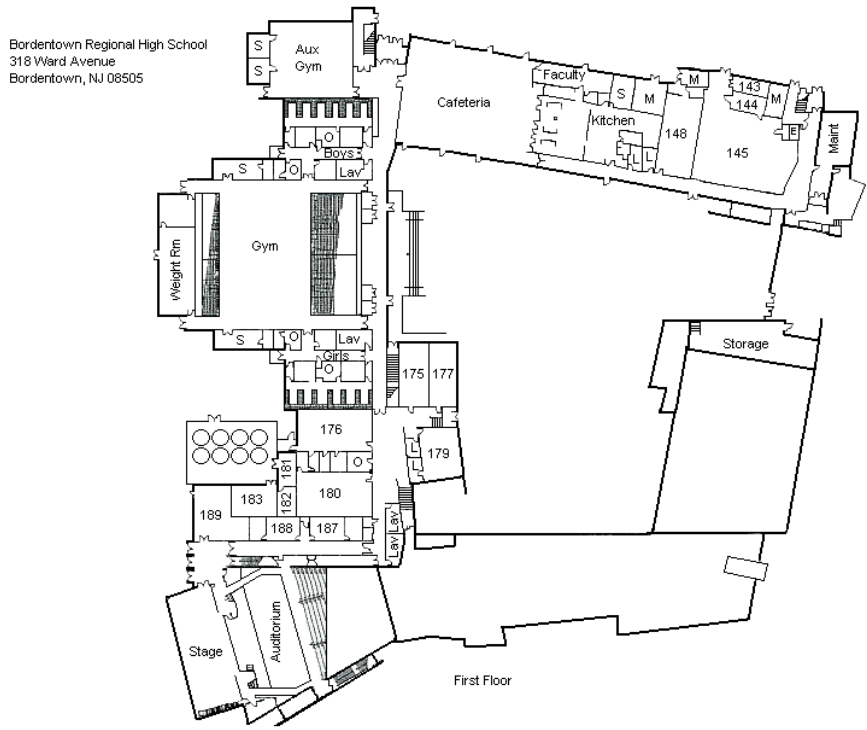 Bordentown Regional High School
318 Ward Avenue
Bordentown, NJ 08505
S
S
Aux
Gym
Cafeteria
Faculty
S
M
Kitchen
148
M
143
144
M
145
E
Maint
O
Boys
S
O
Lav
Weight Rm
Gym
S
O
Lav
Girls
O
Storage
175
177
176
179
O
181
180
182
183
189
188
187
Lav
Lav
Lav
Lav
Stage
Auditorium
First Floor